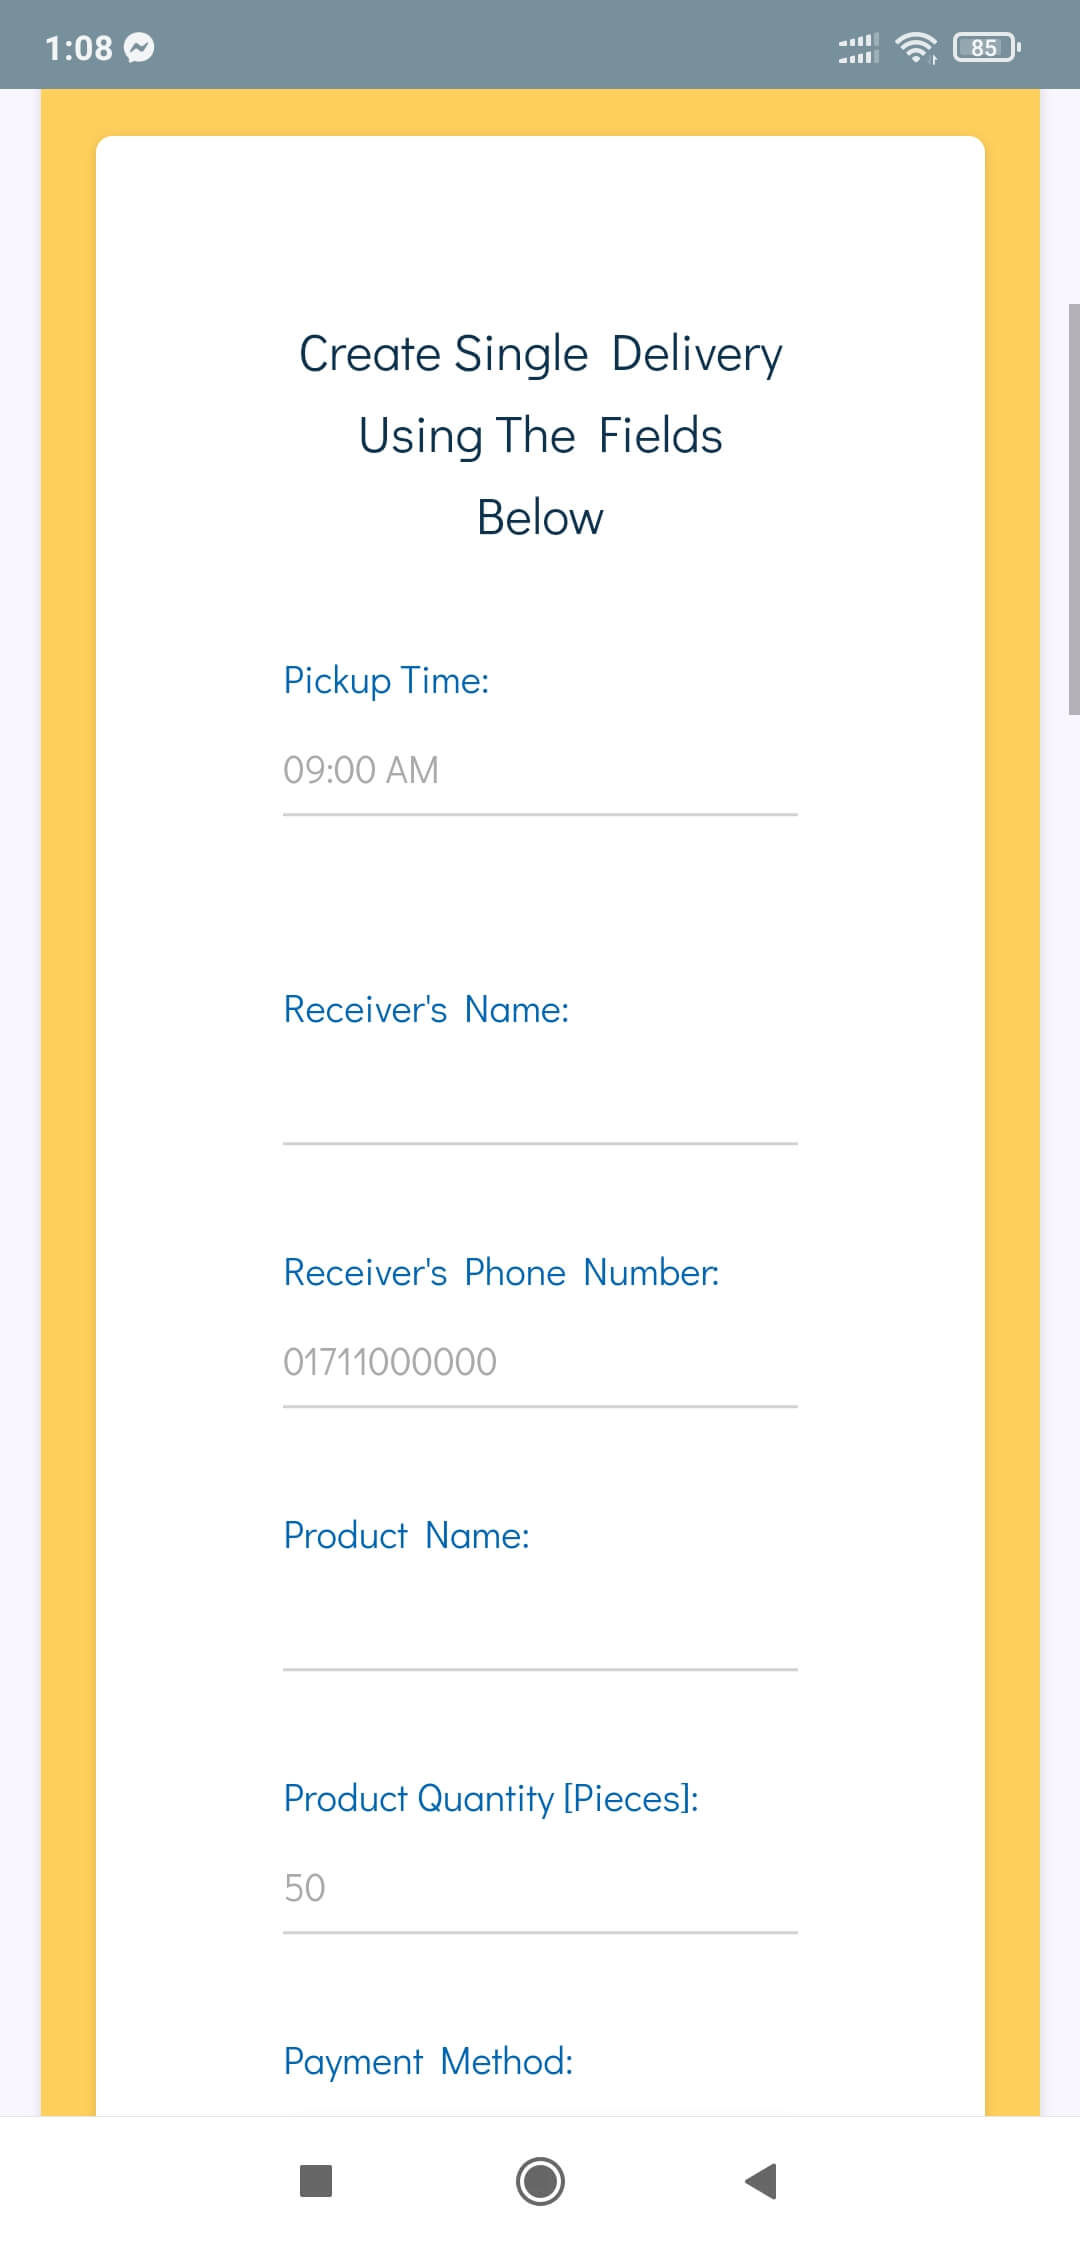 1:08
85
Create Single Delivery
Using The Fields
Below
Pickup Time:
09:00 AM
Receiver's Name:
Receiver's Phone Number:
01711000000
Product Name:
Product Quantity [Pieces]:
50
Payment Method: